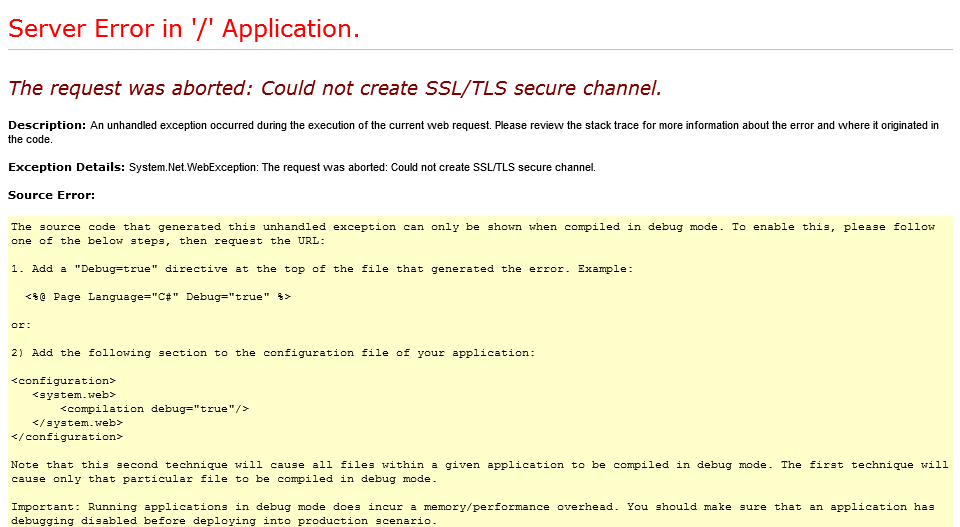 Server Error in '/' Application.
The request was aborted: Could not create SSL/TLS secure channel.
Description: An unhandled exception occurred during the execution of the current web request. Please review the stack trace for more information about the error and where it originated in
the code.
Exception Details: System.Net.WebException: The request was aborted: Could not create SSL/TLS secure channel.
Source Error:
The source code that generated this unhandled exception can only be shown when compiled in debug mode. To enable this, please follow
one of the below steps, then request the URL:
1. Add a "Debug=true" directive at the top of the file that generated the error. Example:
<%@ Page Language="C#" Debug="true" %>
or:
2) Add the following section to the configuration file of your application:
<configuration>
<system.web>
<compilation debug="true"/>
</system.web>
</configuration>
Note that this second technique will cause all files within a given application to be compiled in debug mode. The first technique will
cause only that particular file to be compiled in debug mode.
Important: Running applications in debug mode does incur a memory/performance overhead. You should make sure that an application has
debugging disabled before deploying into production scenario.